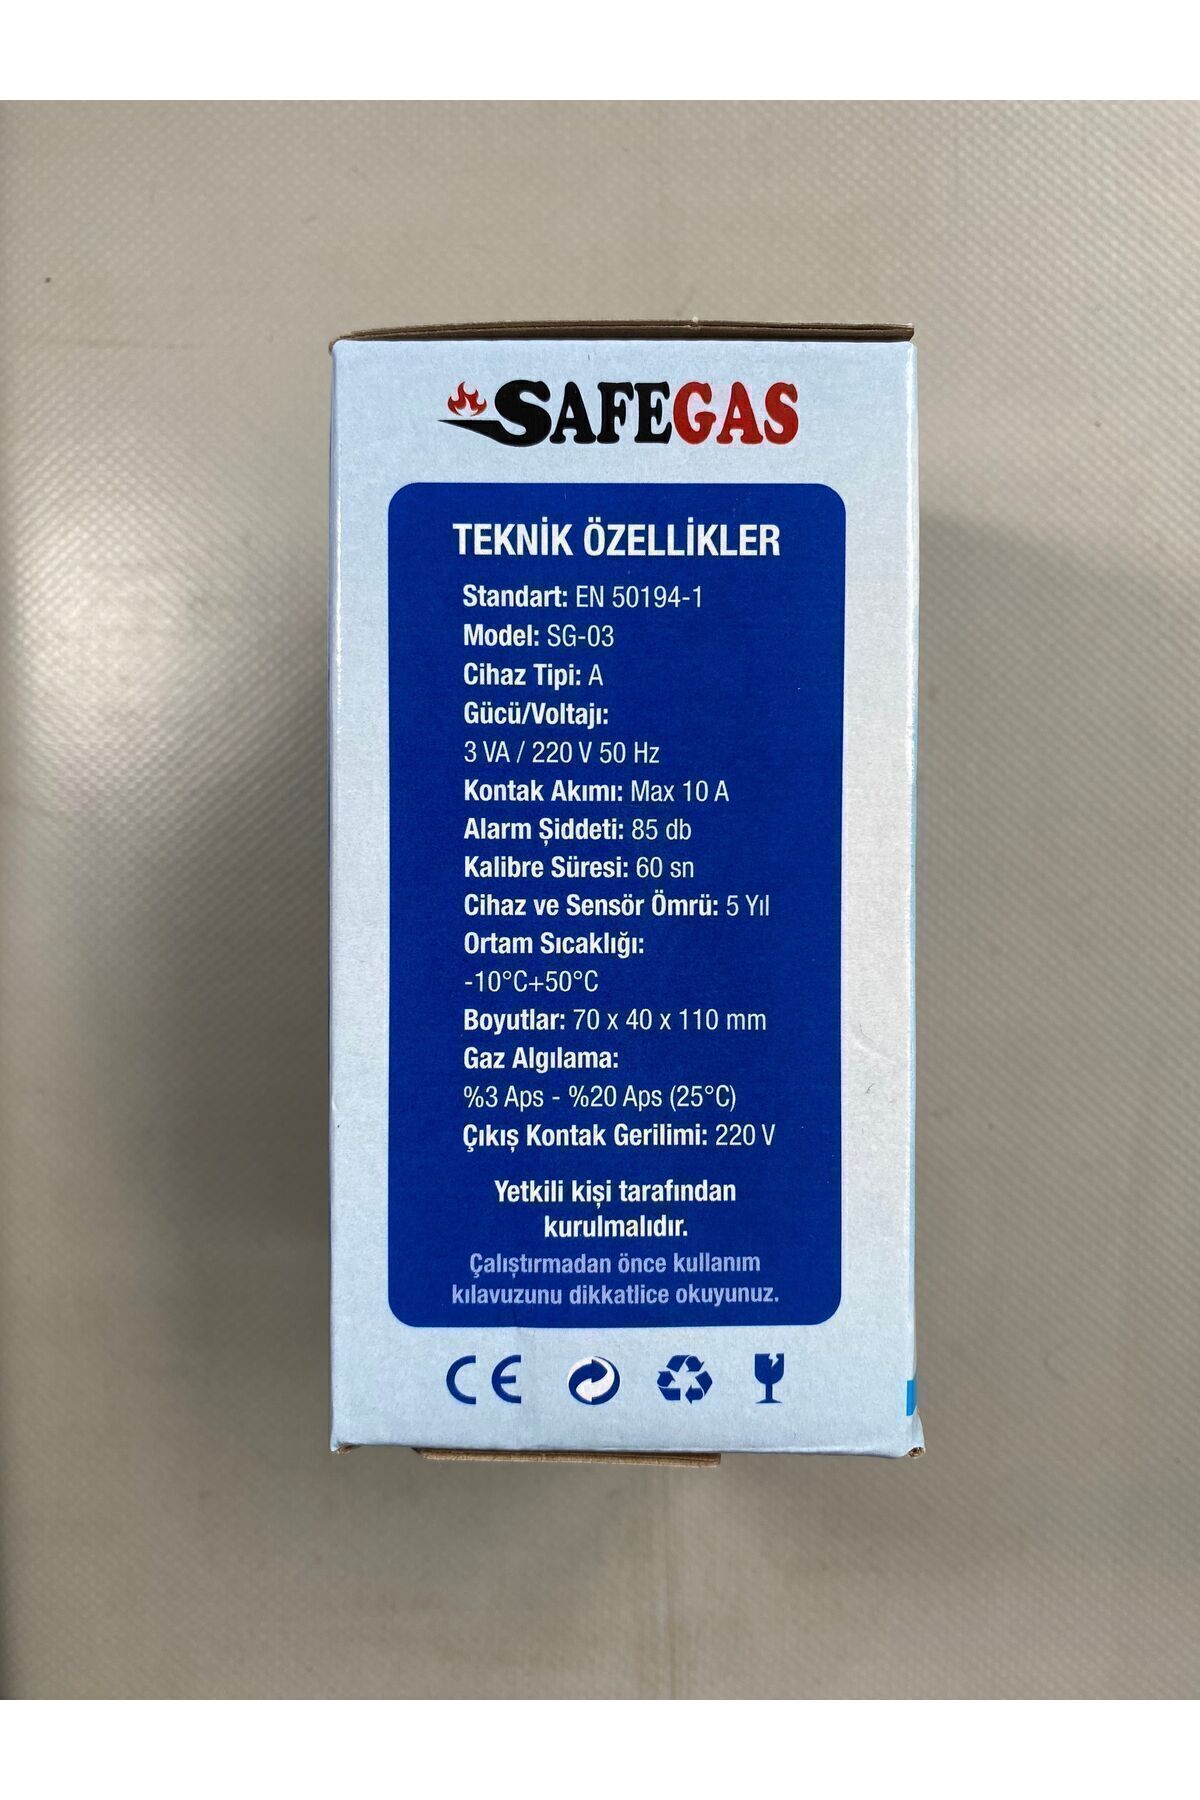 SAFEGAS
TEKNİK ÖZELLİKLER
Standart: EN 50194-1
Model: SG-03
Cihaz Tipi: A
Gücü/Voltajı:
3 VA / 220 V 50 Hz
Kontak Akımı: Max 10 A
Alarm Şiddeti: 85 db
Kalibre Süresi: 60 sn
Cihaz ve Sensör Ömrü: 5 Yıl
Ortam Sıcaklığı:
-10°C+50°C
Boyutlar: 70 x 40 x 110 mm
Gaz Algılama:
%3 Aps - %20 Aps (25°C)
Çıkış Kontak Gerilimi: 220 V
Yetkili kişi tarafından
kurulmalıdır.
Çalıştırmadan önce kullanım
kılavuzunu dikkatlice okuyunuz.
CE